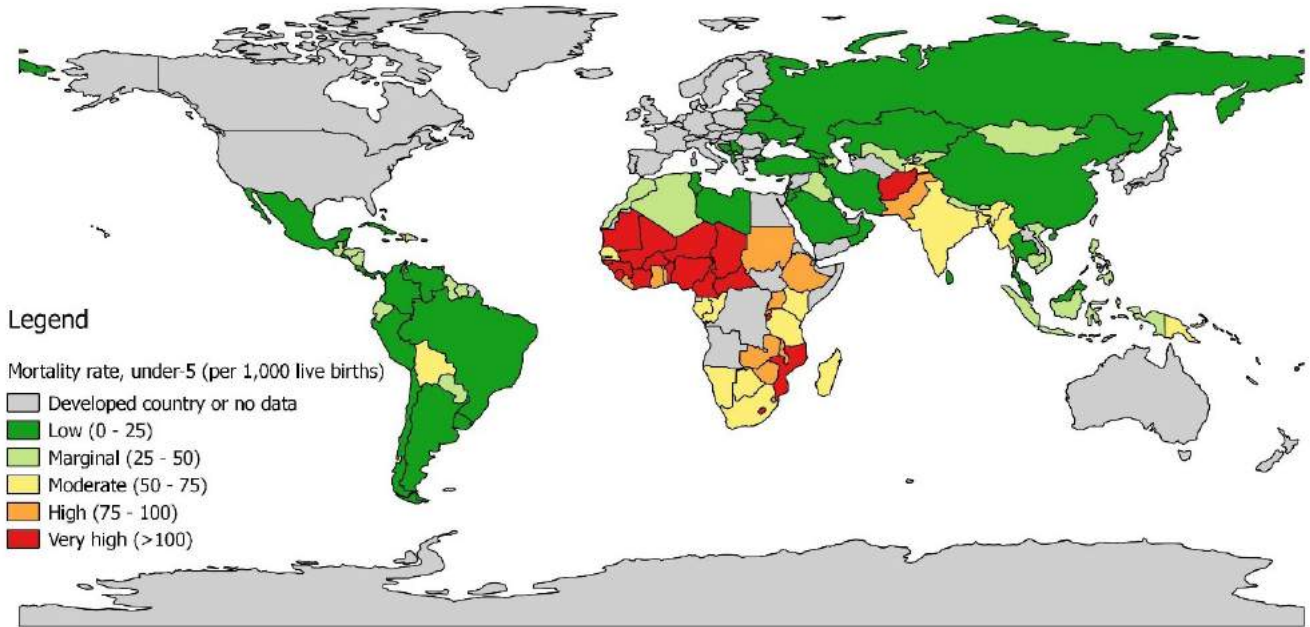 Legend
Mortality rate, under-5 (per 1,000 live births)
Developed country or no data
Low (0 - 25)
Marginal (25 - 50)
Moderate (50 - 75)
High (75 - 100)
Very high (>100)